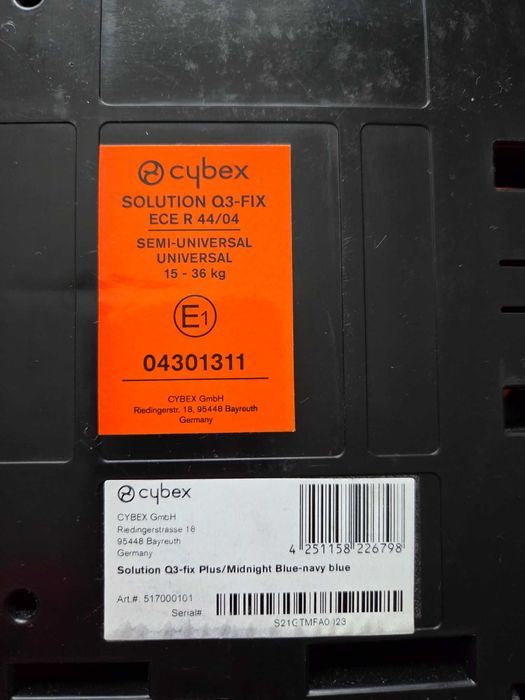 cybex
SOLUTION Q3-FIX
ECE R 44/04
SEMI-UNIVERSAL
UNIVERSAL
15 - 36 kg
E1
04301311
CYBEX GmbH
Riedingerstr. 18, 95448 Bayreuth
Germany
cybex
CYBEX GmbH
Riedingerstrasse 18
95448 Bayreuth
Germany
4 251158 226798
Solution Q3-fix Plus/Midnight Blue-navy blue
Art.#: 517000101
Serial#: